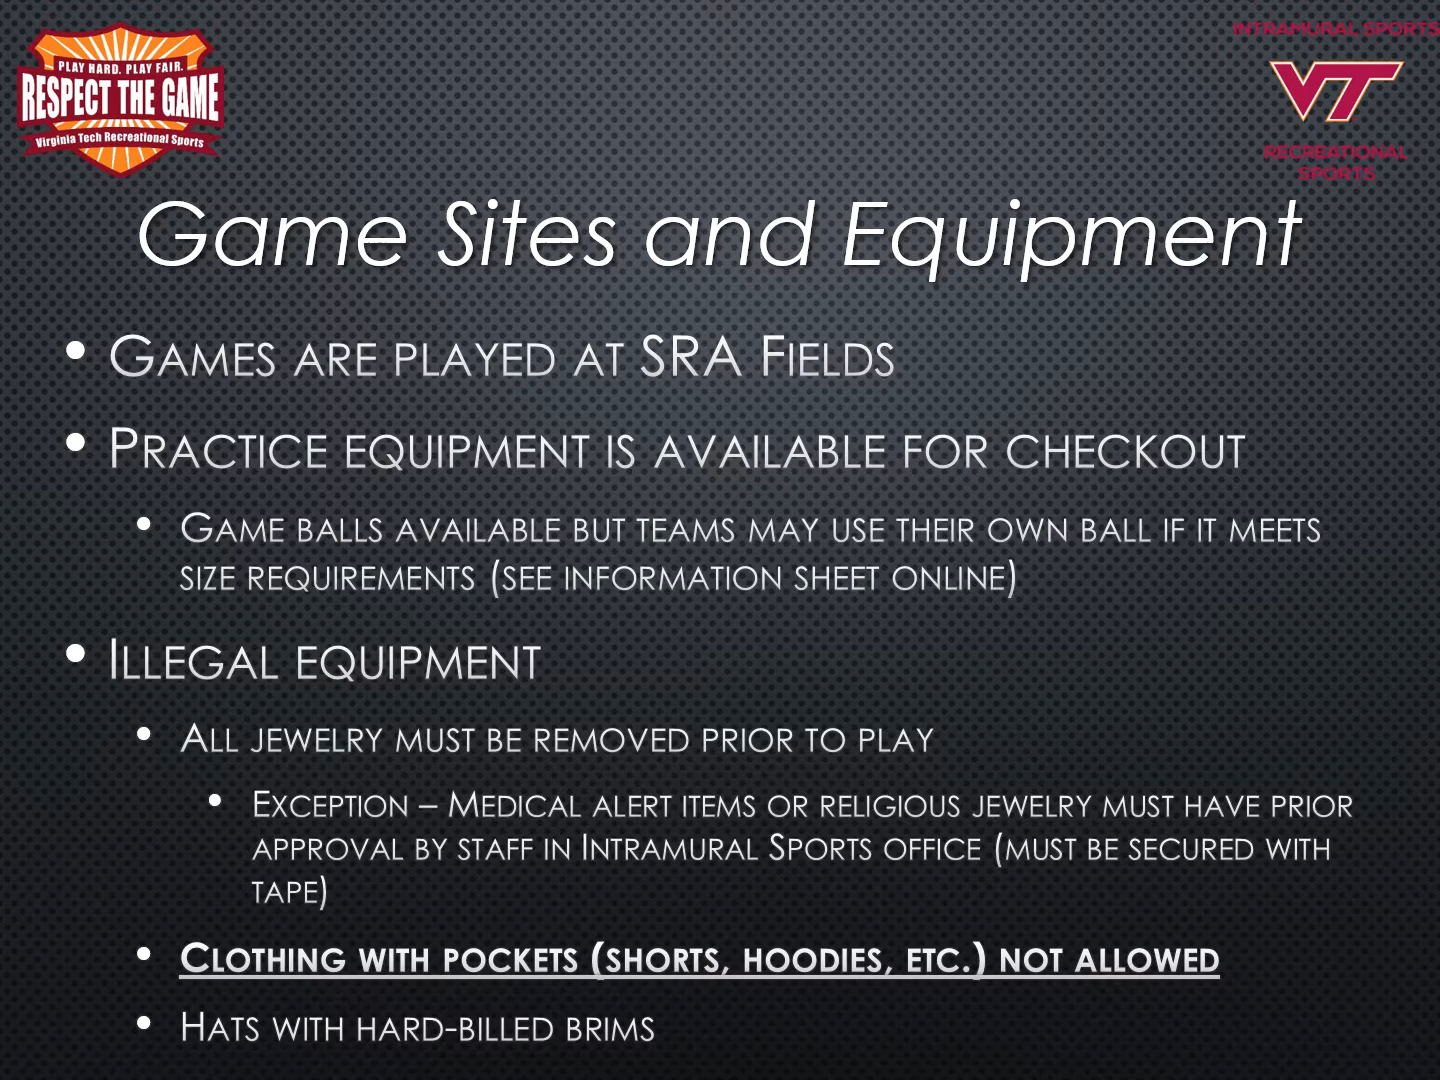 PLAY HARD. PLAY FAIR.
RESPECT THE GAME
Virginia Tech Recreational Sports
INTRAMURAL SPORTS
VT
RECREATIONAL
SPORTS
Game Sites and Equipment
• Games are played at SRA Fields
• Practice equipment is available for checkout
• Game balls available but teams may use their own ball if it meets
size requirements (see information sheet online)
• Illegal equipment
• All jewelry must be removed prior to play
• Exception – Medical alert items or religious jewelry must have prior
approval by staff in Intramural Sports office (must be secured with
tape)
• Clothing with pockets (shorts, hoodies, etc.) not allowed
• Hats with hard-billed brims